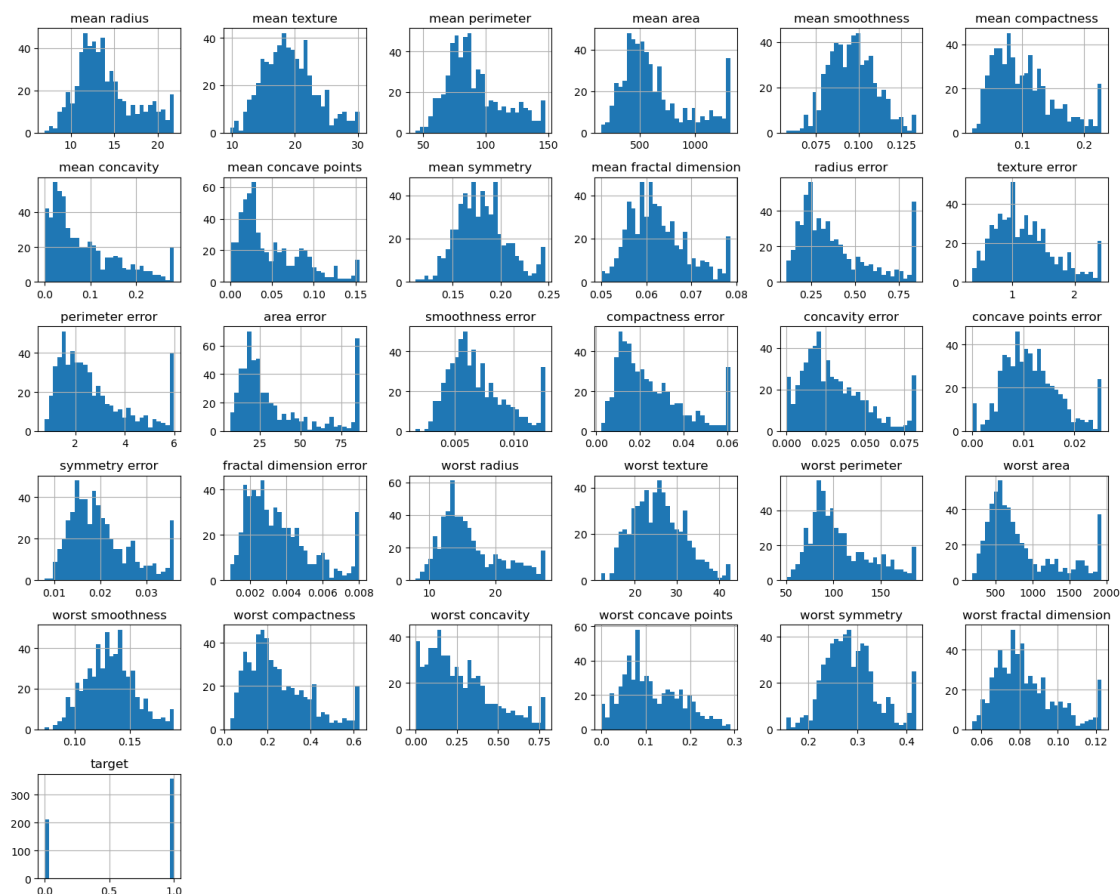 mean radius mean texture mean perimeter mean area mean smoothness mean compactness
40 20 0
10 15 20
40 20 0
10 20 30
40 20 0
50 100 150
40 20 0
500 1000
40 20 0
0.075 0.100 0.125
40 20 0
0.1 0.2
mean concavity mean concave points mean symmetry mean fractal dimension radius error texture error
40 20 0
0.0 0.1 0.2
60 40 20 0
0.00 0.05 0.10 0.15
40 20 0
0.15 0.20 0.25
40 20 0
0.05 0.06 0.07 0.08
40 20 0
0.25 0.50 0.75
40 20 0
1 2
perimeter error area error smoothness error compactness error concavity error concave points error
40 20 0
2 4 6
60 40 20 0
25 50 75
40 20 0
0.005 0.010
40 20 0
0.00 0.02 0.04 0.06
40 20 0
0.000 0.025 0.050 0.075
40 20 0
0.00 0.01 0.02
symmetry error fractal dimension error worst radius worst texture worst perimeter worst area
40 20 0
0.01 0.02 0.03
40 20 0
0.002 0.004 0.006 0.008
60 40 20 0
10 20
40 20 0
20 30 40
40 20 0
50 100 150
40 20 0
500 1000 1500 2000
worst smoothness worst compactness worst concavity worst concave points worst symmetry worst fractal dimension
40 20 0
0.10 0.15
40 20 0
0.0 0.2 0.4 0.6
40 20 0
0.00 0.25 0.50 0.75
60 40 20 0
0.0 0.1 0.2 0.3
40 20 0
0.2 0.3 0.4
40 20 0
0.06 0.08 0.10 0.12
target
300 200 100 0
0.0 0.5 1.0